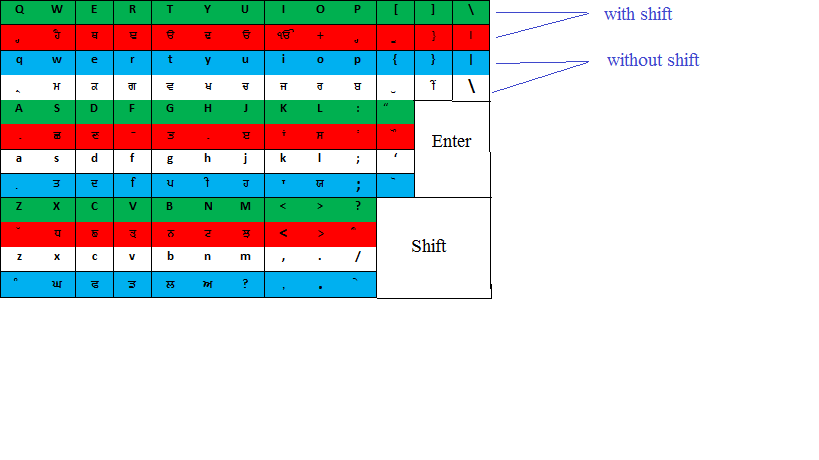 Q W E R T Y U I O P [ ] \ with shift
ੴ + } |
q w e r t y u i o p { } | without shift
ਮ ਕ ਗ ਵ ਖ ਚ ਜ ਰ ਬ \
A S D F G H J K L : “
ਛ ਣ
Enter
a s d f g h j k l ; ‘
ਤ ਦ ਿ ਪ ੀ ਹ ਾ ਯ ;
Z X C V B N M < > ?
ਨ ਟ ਝ < >
Shift
z x c v b n m , . /
ਘ ਫ ਲ ਅ ? .